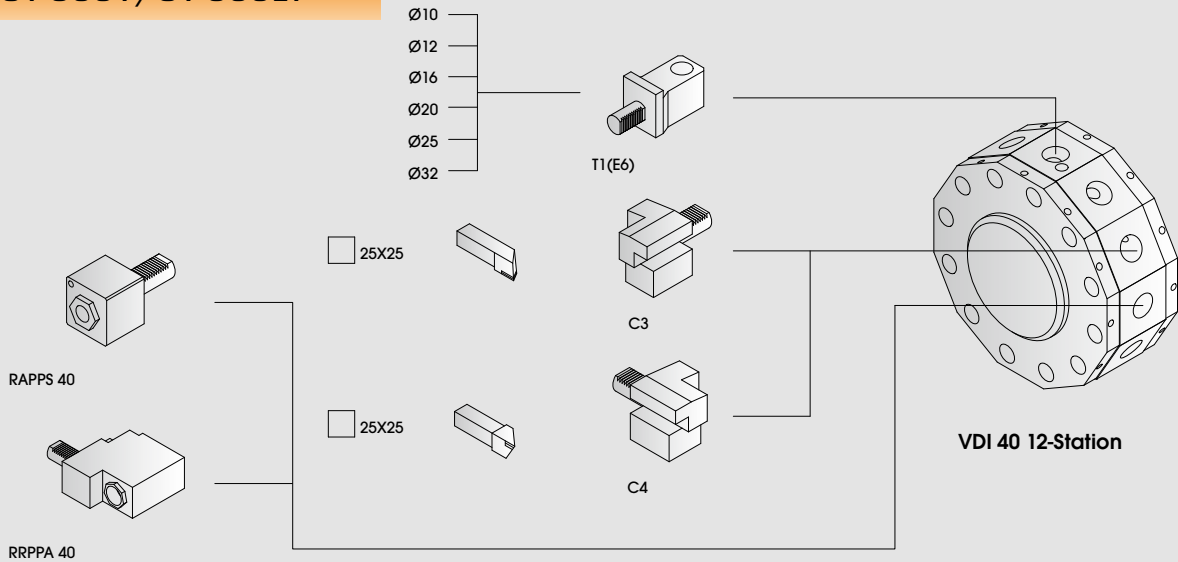 Ø10
Ø12
Ø16
Ø20
Ø25
Ø32
T1(E6)
25X25
C3
RAPPS 40
25X25
C4
VDI 40 12-Station
RRPPA 40